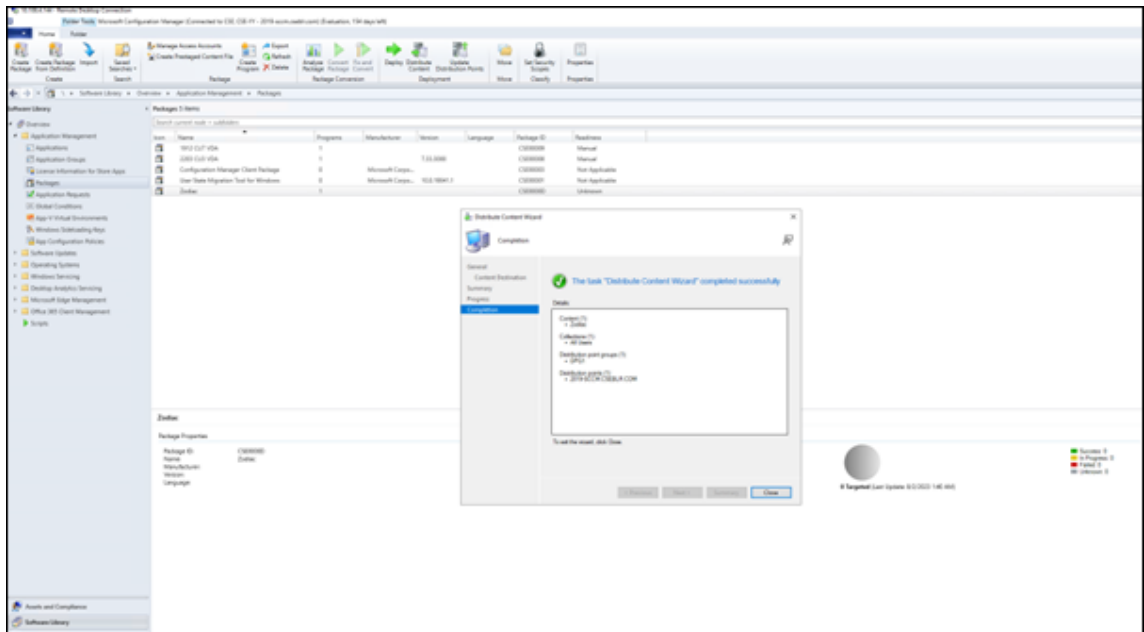 10.109.4.146 - Remote Desktop Connection
Folder Tools
Home Folder
Create Package
Create Package From Definition
Import
Saved Searches
Manage Access Accounts
Create Prestaged Content File
Create Program
Export
Refresh
Delete
Analyze Package
Convert Package
Fix and Convert
Deploy
Distribute Content
Update Distribution Points
Move
Set Security Scopes
Properties
Create Search Package Package Conversion Deployment Move Classify Properties
\ Software Library Overview Application Management Packages
Software Library
Packages 5 items
Search current node + subfolders
Overview
Application Management
Applications
Application Groups
License Information for Store Apps
Packages
Application Requests
Global Conditions
App-V Virtual Environments
Windows Sideloading Keys
App Configuration Policies
Software Updates
Operating Systems
Windows Servicing
Desktop Analytics Servicing
Microsoft Edge Management
Office 365 Client Management
Scripts
Icon Name Programs Manufacturer Version Language Package ID Readiness
1912 CU7 VDA 1 Manual
2203 CU3 VDA 1 Manual
Configuration Manager Client Package 0 Microsoft Corpo... Not Applicable
User State Migration Tool for Windows 0 Microsoft Corpo... 10.0.19041.1 Not Applicable
Zodiac 1 Unknown
Distribute Content Wizard
Completion
General
Content Destination
Summary
Progress
Completion
The task "Distribute Content Wizard" completed successfully
Details:
Content (1):
• Zodiac
Collections (1):
• All Users
Distribution point groups (1):
• DPG1
Distribution points (1):
To exit the wizard, click Close.
< Previous Next > Summary Close
Zodiac
Package Properties
Package ID:
Name: Zodiac
Manufacturer:
Version:
Language:
Success: 0
In Progress: 0
Failed: 0
Unknown: 0
Assets and Compliance
Software Library